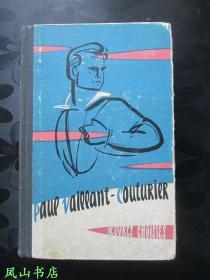 Paul Vaillant-Couturier
ŒUVRES CHOISIES
凤山书店